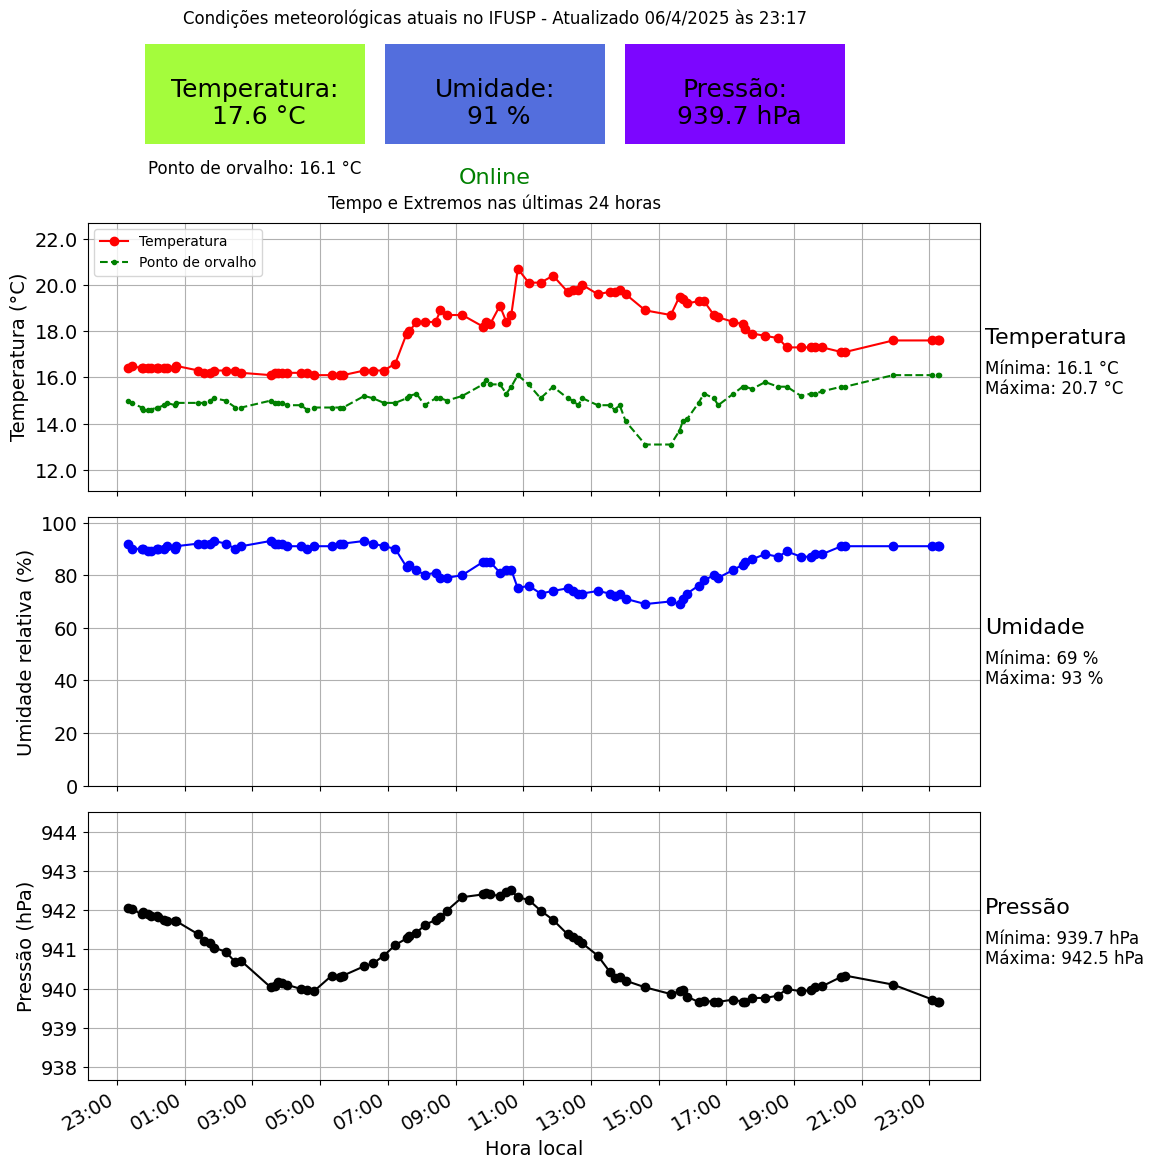 Condições meteorológicas atuais no IFUSP - Atualizado 06/4/2025 às 23:17
Temperatura:
17.6 °C
Umidade:
91 %
Pressão:
939.7 hPa
Ponto de orvalho: 16.1 °C
Online
Tempo e Extremos nas últimas 24 horas
Temperatura (°C)
22.0
20.0
18.0
16.0
14.0
12.0
Temperatura
Ponto de orvalho
Temperatura
Mínima: 16.1 °C
Máxima: 20.7 °C
Umidade relativa (%)
100
80
60
40
20
0
Umidade
Mínima: 69 %
Máxima: 93 %
Pressão (hPa)
944
943
942
941
940
939
938
Pressão
Mínima: 939.7 hPa
Máxima: 942.5 hPa
23:00 01:00 03:00 05:00 07:00 09:00 11:00 13:00 15:00 17:00 19:00 21:00 23:00
Hora local